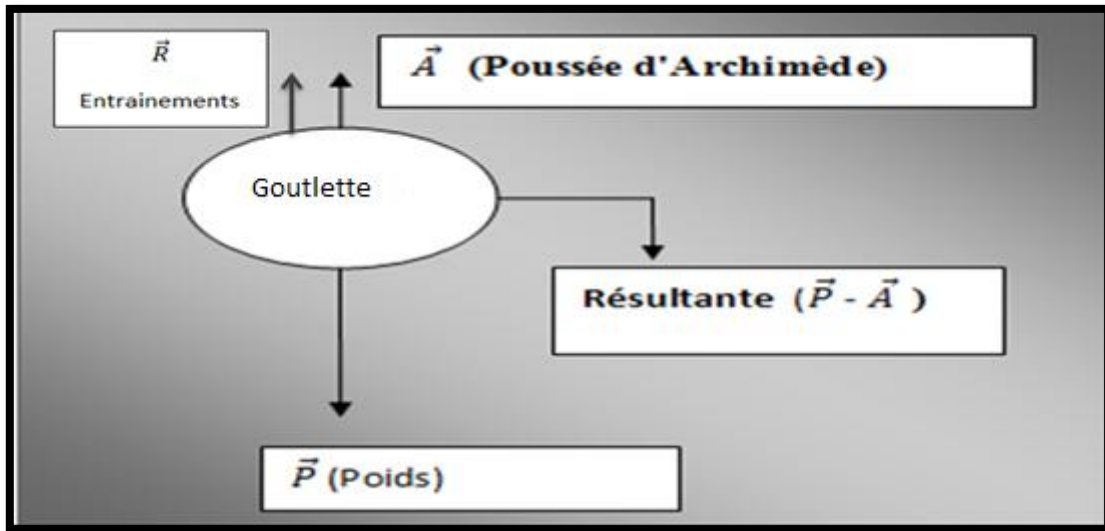 R⃗
Entrainements
A⃗ (Poussée d'Archimède)
Goutlette
Résultante (P⃗ - A⃗ )
P⃗ (Poids)